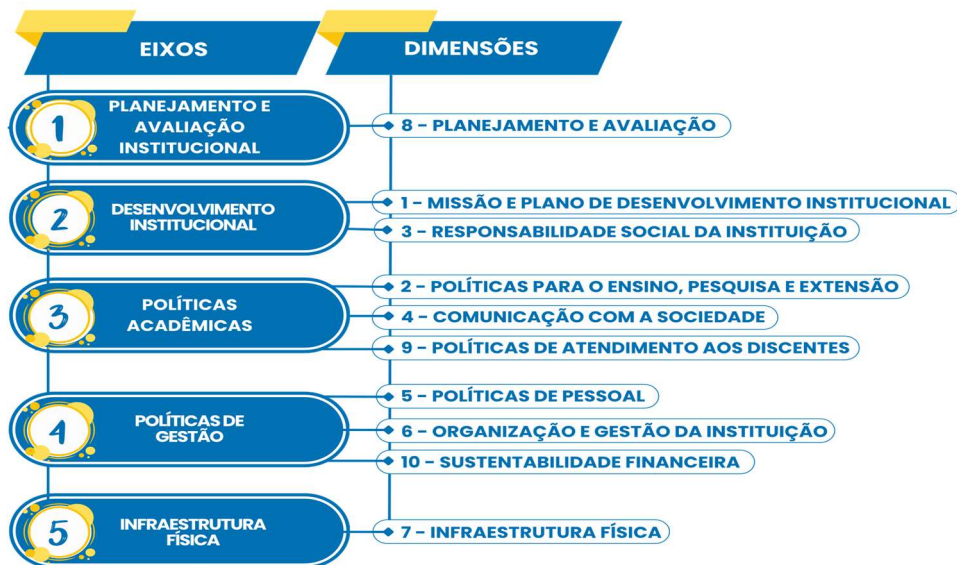 EIXOS
DIMENSÕES
1
PLANEJAMENTO E
AVALIAÇÃO
INSTITUCIONAL
8 - PLANEJAMENTO E AVALIAÇÃO
2
DESENVOLVIMENTO
INSTITUCIONAL
1 - MISSÃO E PLANO DE DESENVOLVIMENTO INSTITUCIONAL
3 - RESPONSABILIDADE SOCIAL DA INSTITUIÇÃO
3
POLÍTICAS
ACADÊMICAS
2 - POLÍTICAS PARA O ENSINO, PESQUISA E EXTENSÃO
4 - COMUNICAÇÃO COM A SOCIEDADE
9 - POLÍTICAS DE ATENDIMENTO AOS DISCENTES
4
POLÍTICAS DE
GESTÃO
5 - POLÍTICAS DE PESSOAL
6 - ORGANIZAÇÃO E GESTÃO DA INSTITUIÇÃO
10 - SUSTENTABILIDADE FINANCEIRA
5
INFRAESTRUTURA
FÍSICA
7 - INFRAESTRUTURA FÍSICA